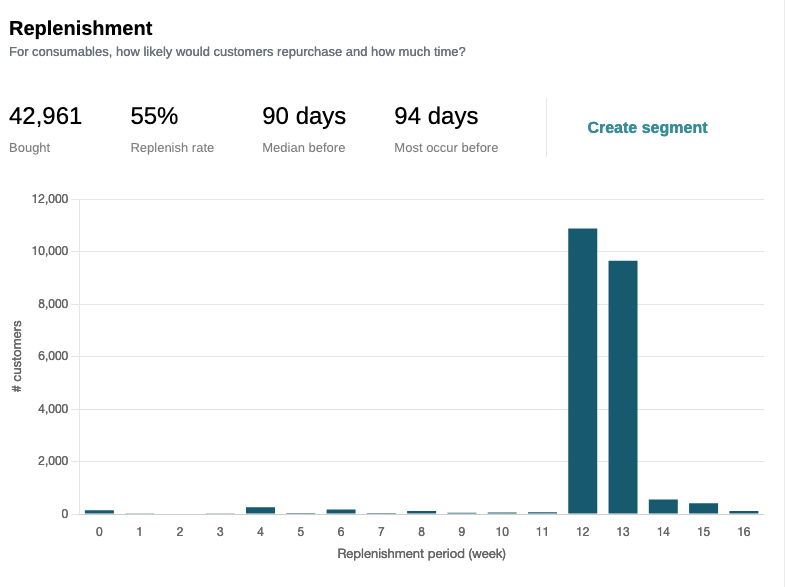 Replenishment
For consumables, how likely would customers repurchase and how much time?
42,961 55% 90 days 94 days
Bought Replenish rate Median before Most occur before
Create segment
12,000
10,000
8,000
6,000
4,000
2,000
0
# customers
0 1 2 3 4 5 6 7 8 9 10 11 12 13 14 15 16
Replenishment period (week)